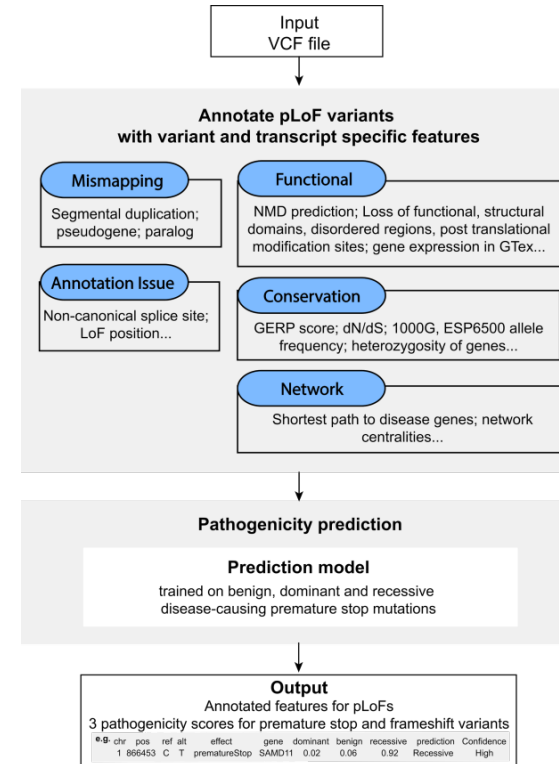 Input
VCF file
Annotate pLoF variants
with variant and transcript specific features
Mismapping
Segmental duplication;
pseudogene; paralog
Functional
NMD prediction; Loss of functional, structural
domains, disordered regions, post translational
modification sites; gene expression in GTex...
Annotation Issue
Non-canonical splice site;
LoF position...
Conservation
GERP score; dN/dS; 1000G, ESP6500 allele
frequency; heterozygosity of genes...
Network
Shortest path to disease genes; network
centralities...
Pathogenicity prediction
Prediction model
trained on benign, dominant and recessive
disease-causing premature stop mutations
Output
Annotated features for pLoFs
3 pathogenicity scores for premature stop and frameshift variants
e.g. chr pos ref alt effect gene dominant benign recessive prediction Confidence
1 866453 C T prematureStop SAMD11 0.02 0.06 0.92 Recessive High